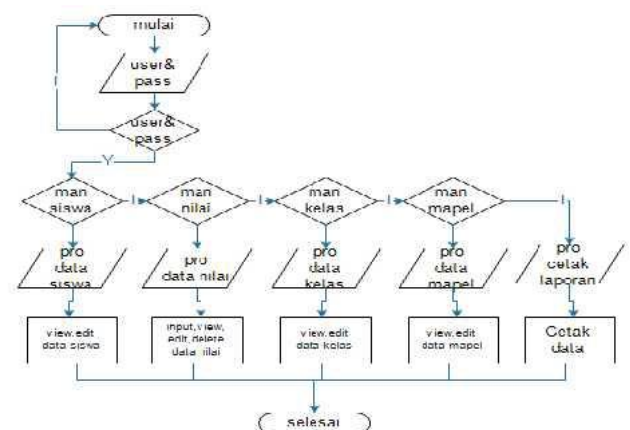 mulai
user&
pass
user&
pass
Y
man
siswa
man
nilai
man
kelas
man
mapel
pro
data
siswa
pro
data nilai
pro
data
kelas
pro
data
mapel
pro
cetak
laporan
view,edit
data siswa
input,view,
edit,delete
data nilai
view,edit
data kelas
view,edit
data mapel
Cetak
data
selesai